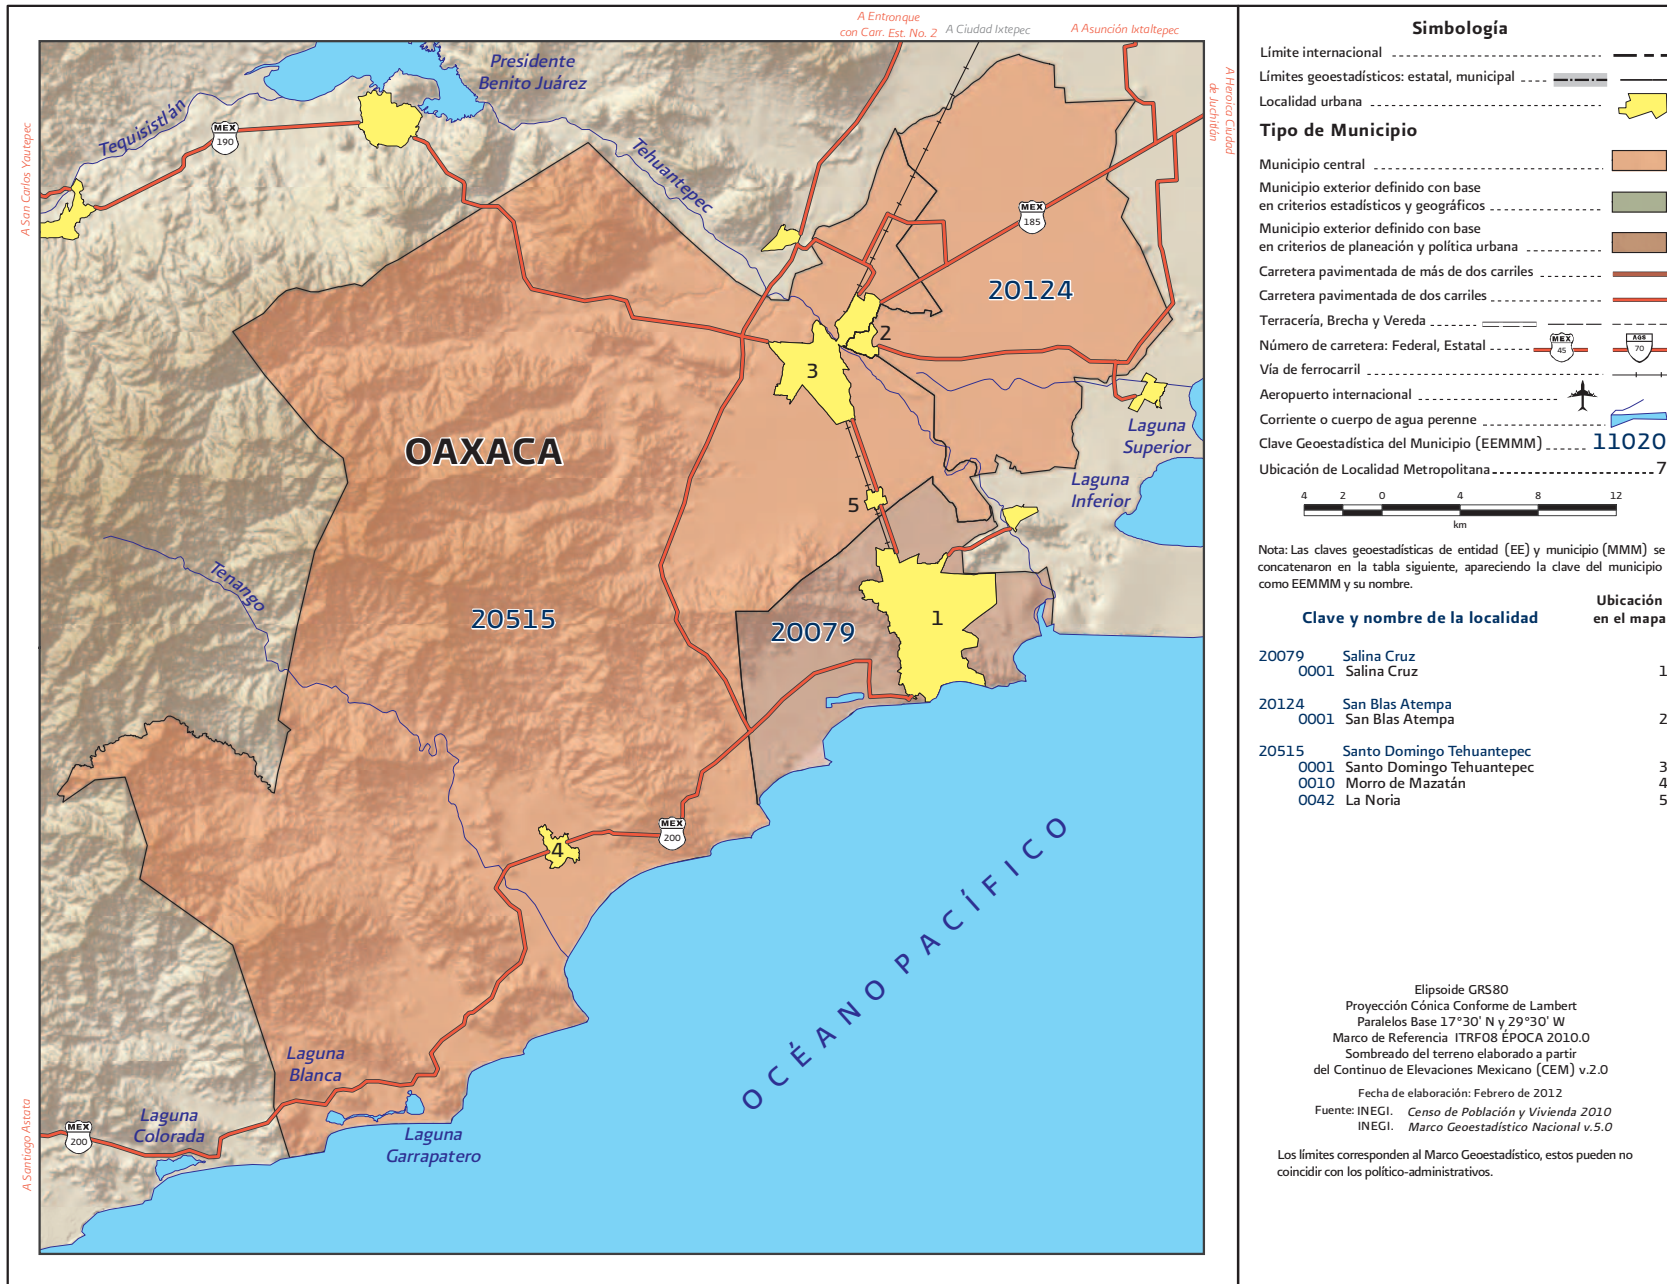 A Entronque
con Carr. Est. No. 2
A Ciudad Ixtepec
A Asunción Ixtaltepec
A Heroica Ciudad
de Juchitlán
A San Carlos Yautepec
A Santiago Astata
Presidente
Benito Juárez
Tequisistlán
MEX
190
Tehuantepec
MEX
185
20124
2
3
OAXACA
Laguna
Superior
Laguna
Inferior
5
Tenango
20515
20079
1
MEX
200
4
OCÉANO PACÍFICO
Laguna
Blanca
Laguna
Colorada
MEX
200
Laguna
Garrapatero
Simbología
Límite internacional
Límites geoestadísticos: estatal, municipal
Localidad urbana
Tipo de Municipio
Municipio central
Municipio exterior definido con base
en criterios estadísticos y geográficos
Municipio exterior definido con base
en criterios de planeación y política urbana
Carretera pavimentada de más de dos carriles
Carretera pavimentada de dos carriles
Terracería, Brecha y Vereda
Número de carretera: Federal, Estatal MEX 45 AGS 70
Vía de ferrocarril
Aeropuerto internacional
Corriente o cuerpo de agua perenne
Clave Geoestadística del Municipio (EEMMM) 11020
Ubicación de Localidad Metropolitana 7
4 2 0 4 8 12
km
Nota: Las claves geoestadísticas de entidad (EE) y municipio (MMM) se
concatenaron en la tabla siguiente, apareciendo la clave del municipio
como EEMMM y su nombre.
Clave y nombre de la localidad
Ubicación
en el mapa
20079 Salina Cruz
0001 Salina Cruz 1
20124 San Blas Atempa
0001 San Blas Atempa 2
20515 Santo Domingo Tehuantepec
0001 Santo Domingo Tehuantepec 3
0010 Morro de Mazatán 4
0042 La Noria 5
Elipsoide GRS80
Proyección Cónica Conforme de Lambert
Paralelos Base 17°30' N y 29°30' W
Marco de Referencia ITRF08 ÉPOCA 2010.0
Sombreado del terreno elaborado a partir
del Continuo de Elevaciones Mexicano (CEM) v.2.0
Fecha de elaboración: Febrero de 2012
Fuente: INEGI. Censo de Población y Vivienda 2010
INEGI. Marco Geoestadístico Nacional v.5.0
Los límites corresponden al Marco Geoestadístico, estos pueden no
coincidir con los político-administrativos.